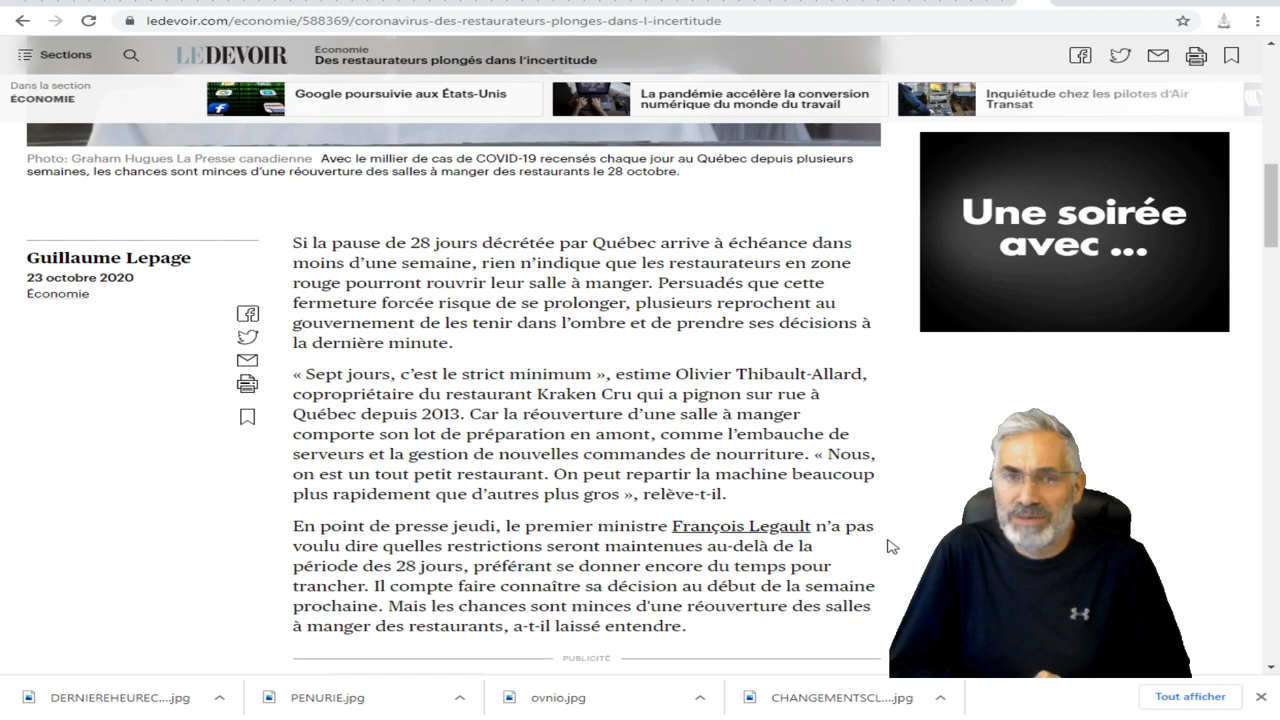 ledevoir.com/economie/588369/coronavirus-des-restaurateurs-plonges-dans-l-incertitude
Sections
LE DEVOIR
Économie
Des restaurateurs plongés dans l'incertitude
Dans la section
ÉCONOMIE
Google poursuivie aux États-Unis
La pandémie accélère la conversion
numérique du monde du travail
Inquiétude chez les pilotes d'Air
Transat
Photo: Graham Hugues La Presse canadienne Avec le millier de cas de COVID-19 recensés chaque jour au Québec depuis plusieurs
semaines, les chances sont minces d'une réouverture des salles à manger des restaurants le 28 octobre.
Une soirée
avec ...
Guillaume Lepage
23 octobre 2020
Économie
Si la pause de 28 jours décrétée par Québec arrive à échéance dans
moins d'une semaine, rien n'indique que les restaurateurs en zone
rouge pourront rouvrir leur salle à manger. Persuadés que cette
fermeture forcée risque de se prolonger, plusieurs reprochent au
gouvernement de les tenir dans l'ombre et de prendre ses décisions à
la dernière minute.
« Sept jours, c'est le strict minimum », estime Olivier Thibault-Allard,
copropriétaire du restaurant Kraken Cru qui a pignon sur rue à
Québec depuis 2013. Car la réouverture d'une salle à manger
comporte son lot de préparation en amont, comme l'embauche de
serveurs et la gestion de nouvelles commandes de nourriture. « Nous,
on est un tout petit restaurant. On peut repartir la machine beaucoup
plus rapidement que d'autres plus gros », relève-t-il.
En point de presse jeudi, le premier ministre François Legault n'a pas
voulu dire quelles restrictions seront maintenues au-delà de la
période des 28 jours, préférant se donner encore du temps pour
trancher. Il compte faire connaître sa décision au début de la semaine
prochaine. Mais les chances sont minces d'une réouverture des salles
à manger des restaurants, a-t-il laissé entendre.
PUBLICITÉ
DERNIEREHEUREC....jpg
PENURIE.jpg
ovnio.jpg
CHANGEMENTSCL....jpg
Tout afficher